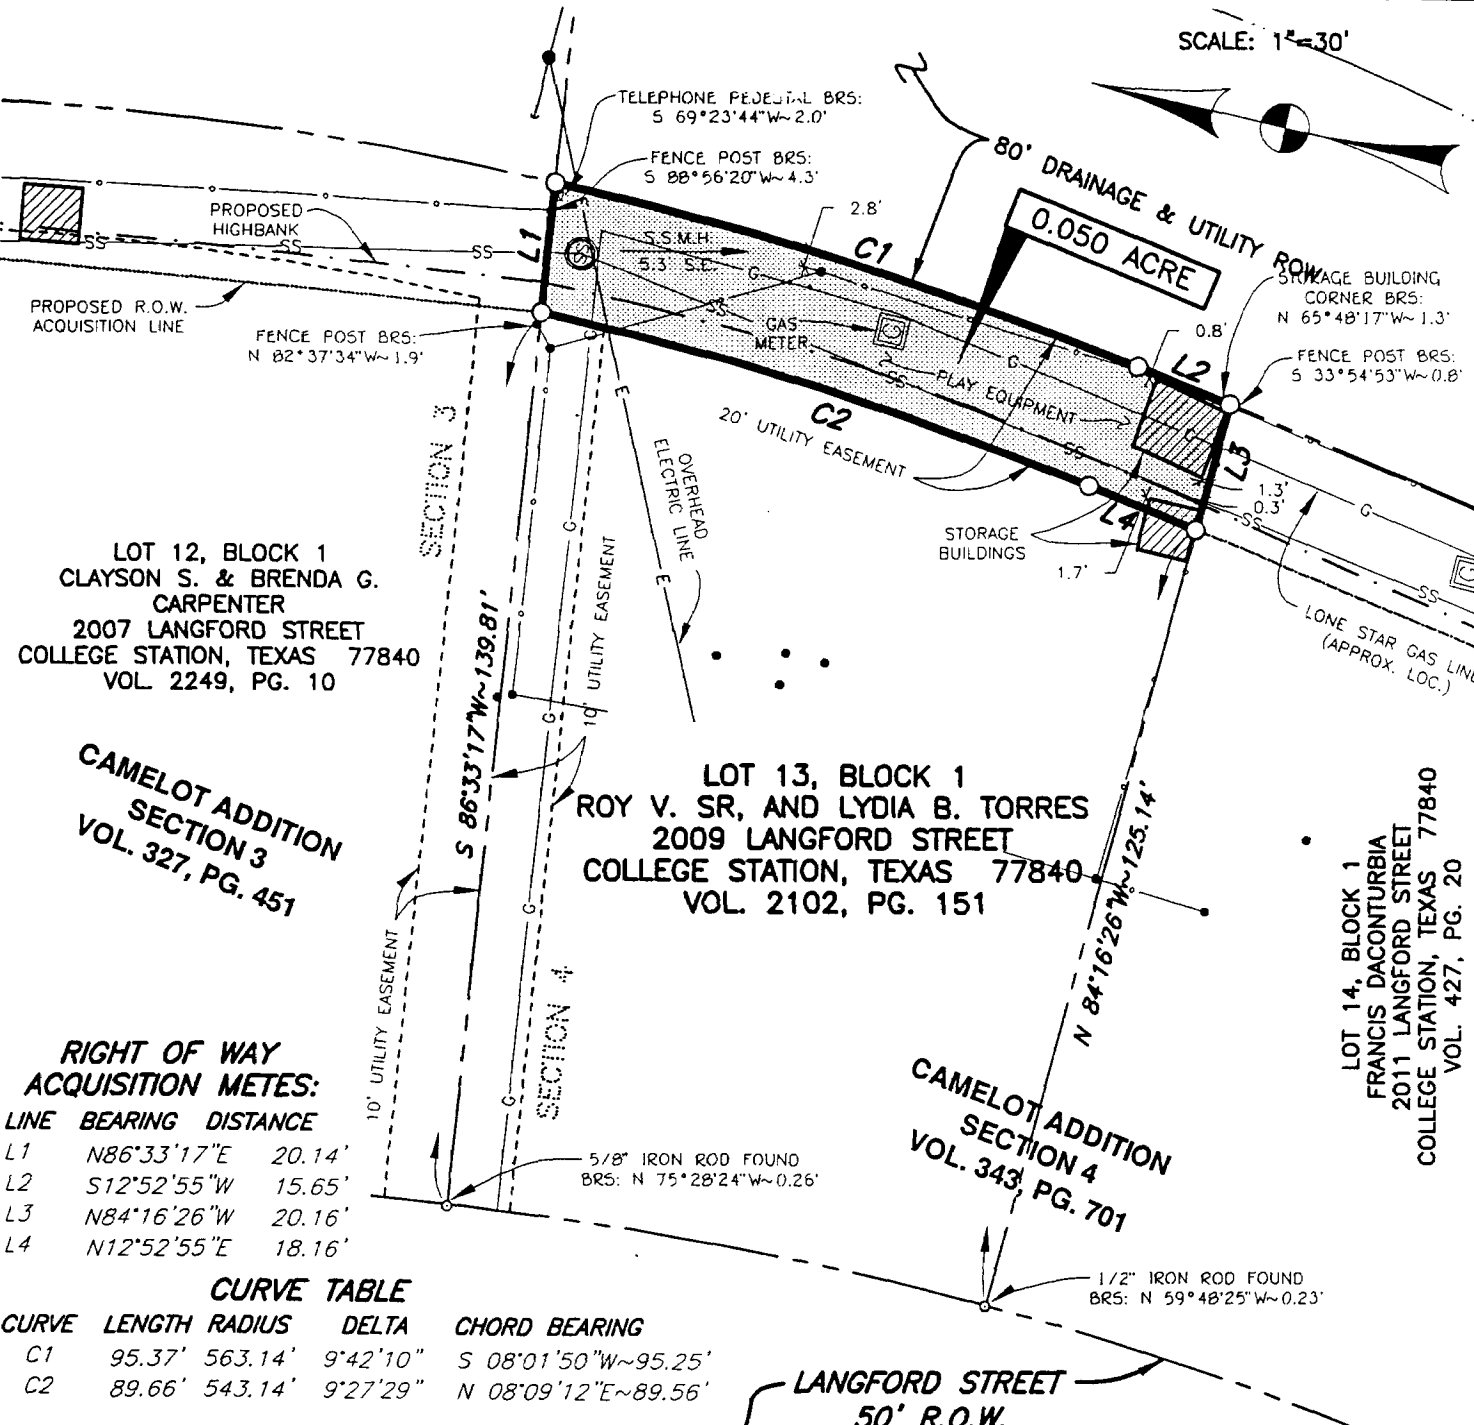 SCALE: 1"=30'
TELEPHONE PEDESTAL BRS:
S 69°23'44"W~2.0'
FENCE POST BRS:
S 88°56'20"W~4.3'
80' DRAINAGE & UTILITY ROW
0.050 ACRE
2.8'
C1
PROPOSED
HIGHBANK
SS
SS
SS
L1
SS
S.S.M.H.
5.3' S.E.
G
SS
E
PROPOSED R.O.W.
ACQUISITION LINE
FENCE POST BRS:
N 82°37'34"W~1.9'
GAS
METER
G
G
G
SS
PLAY EQUIPMENT
STORAGE BUILDING
CORNER BRS:
N 65°48'17"W~1.3'
0.8'
L2
FENCE POST BRS:
S 33°54'53"W~0.8'
C2
20' UTILITY EASEMENT
G
SS
L3
1.3'
0.3'
L4
SS
G
G
SS
STORAGE
BUILDINGS
1.7'
LONE STAR GAS LINE
(APPROX. LOC.)
SECTION 3
E
OVERHEAD
ELECTRIC LINE
E
G
10' UTILITY EASEMENT
LOT 12, BLOCK 1
CLAYSON S. & BRENDA G.
CARPENTER
2007 LANGFORD STREET
COLLEGE STATION, TEXAS 77840
VOL. 2249, PG. 10
S 86°33'17"W~139.81'
G
CAMELOT ADDITION
SECTION 3
VOL. 327, PG. 451
LOT 13, BLOCK 1
ROY V. SR, AND LYDIA B. TORRES
2009 LANGFORD STREET
COLLEGE STATION, TEXAS 77840
VOL. 2102, PG. 151
N 84°16'26"W~125.14'
LOT 14, BLOCK 1
FRANCIS DACONTURBIA
2011 LANGFORD STREET
COLLEGE STATION, TEXAS 77840
VOL. 427, PG. 20
G
10' UTILITY EASEMENT
SECTION 4
G
CAMELOT ADDITION
SECTION 4
VOL. 343, PG. 701
RIGHT OF WAY
ACQUISITION METES:
LINE BEARING DISTANCE
L1 N86°33'17"E 20.14'
L2 S12°52'55"W 15.65'
L3 N84°16'26"W 20.16'
L4 N12°52'55"E 18.16'
5/8" IRON ROD FOUND
BRS: N 75°28'24"W~0.26'
1/2" IRON ROD FOUND
BRS: N 59°48'25"W~0.23'
CURVE TABLE
CURVE LENGTH RADIUS DELTA CHORD BEARING
C1 95.37' 563.14' 9°42'10" S 08°01'50"W~95.25'
C2 89.66' 543.14' 9°27'29" N 08°09'12"E~89.56'
LANGFORD STREET
50' R.O.W.